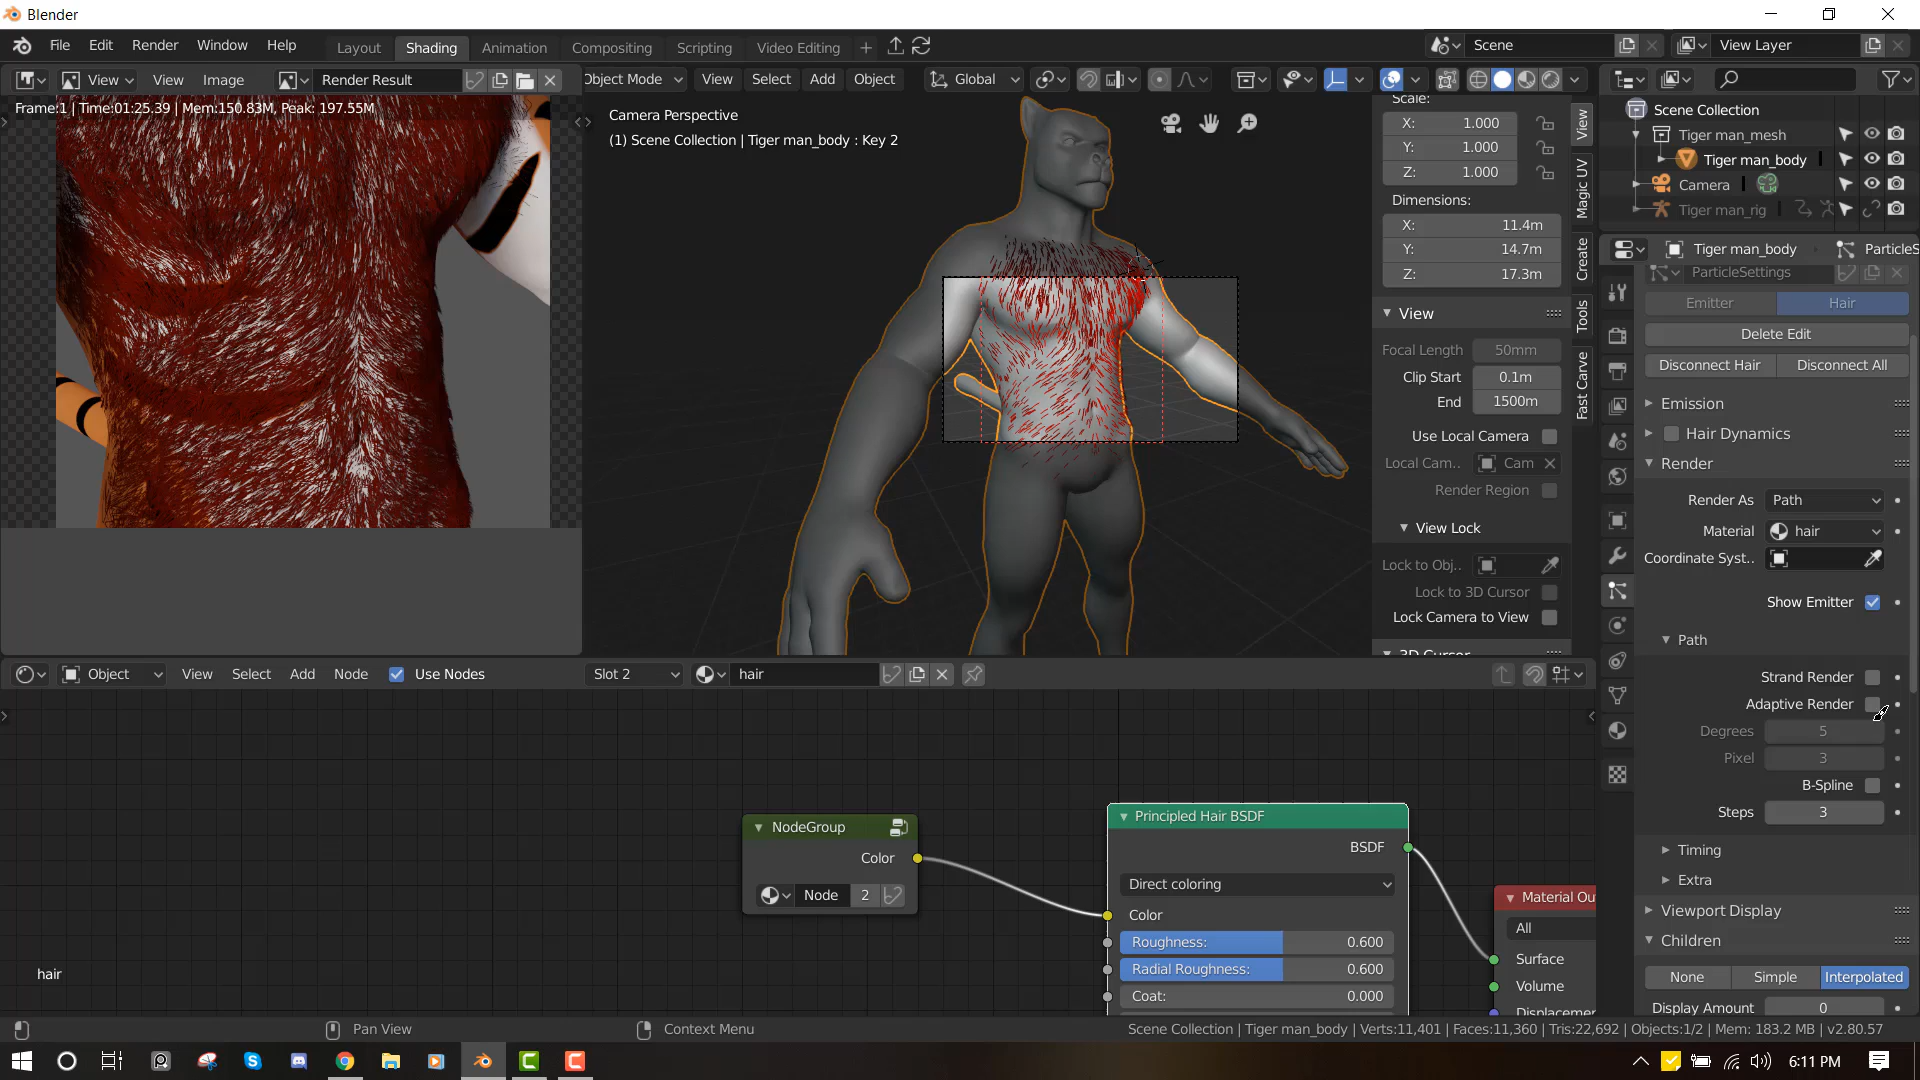 Blender
File Edit Render Window Help Layout Shading Animation Compositing Scripting Video Editing + Scene View Layer
View View Image Render Result
Object Mode View Select Add Object Global
Frame:1 | Time:01:25.39 | Mem:150.83M, Peak: 197.55M
Camera Perspective
(1) Scene Collection | Tiger man_body : Key 2
Scale:
X: 1.000
Y: 1.000
Z: 1.000
Dimensions:
X: 11.4m
Y: 14.7m
Z: 17.3m
View
Focal Length 50mm
Clip Start 0.1m
End 1500m
Use Local Camera
Local Cam.. Cam
Render Region
View Lock
Lock to Obj..
Lock to 3D Cursor
Lock Camera to View
3D Cursor
View
Magic UV
Create
Tools
Fast Carve
Scene Collection
Tiger man_mesh
Tiger man_body
Camera
Tiger man_rig
Tiger man_body ParticleS
ParticleSettings
Emitter Hair
Delete Edit
Disconnect Hair Disconnect All
Emission
Hair Dynamics
Render
Render As Path
Material hair
Coordinate Syst..
Show Emitter
Path
Strand Render
Adaptive Render
Degrees 5
Pixel 3
B-Spline
Steps 3
Timing
Extra
Viewport Display
Children
None Simple Interpolated
Display Amount 0
Object View Select Add Node Use Nodes Slot 2 hair
NodeGroup
Color
Node 2
Principled Hair BSDF
BSDF
Direct coloring
Color
Roughness: 0.600
Radial Roughness: 0.600
Coat: 0.000
Material Ou
All
Surface
Volume
Displacemen
hair
Pan View Context Menu
Scene Collection | Tiger man_body | Verts:11,401 | Faces:11,360 | Tris:22,692 | Objects:1/2 | Mem: 183.2 MB | v2.80.57
6:11 PM